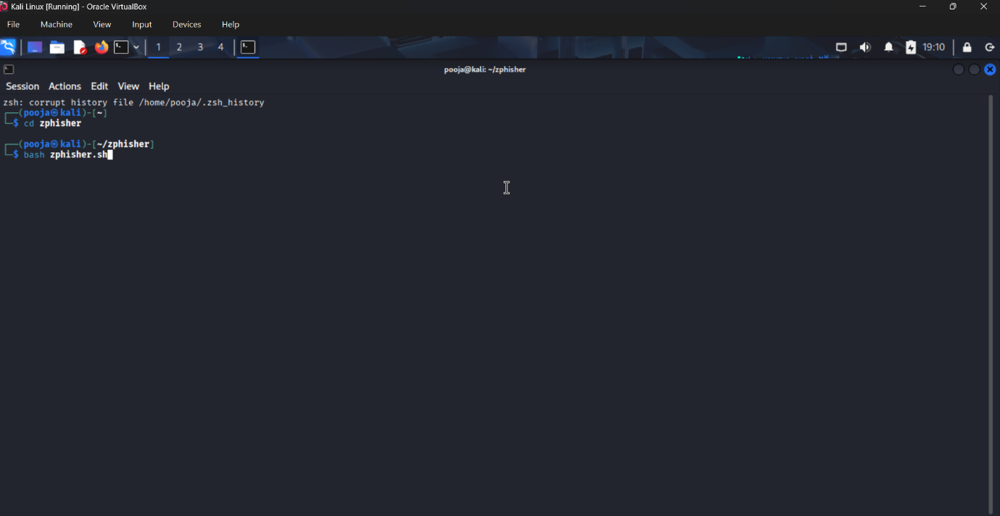 Kali Linux [Running] - Oracle VirtualBox
File Machine View Input Devices Help
1 2 3 4 19:10
pooja@kali: ~/zphisher
Session Actions Edit View Help
zsh: corrupt history file /home/pooja/.zsh_history
┌──(pooja㉿kali)-[~]
└─$ cd zphisher
┌──(pooja㉿kali)-[~/zphisher]
└─$ bash zphisher.sh